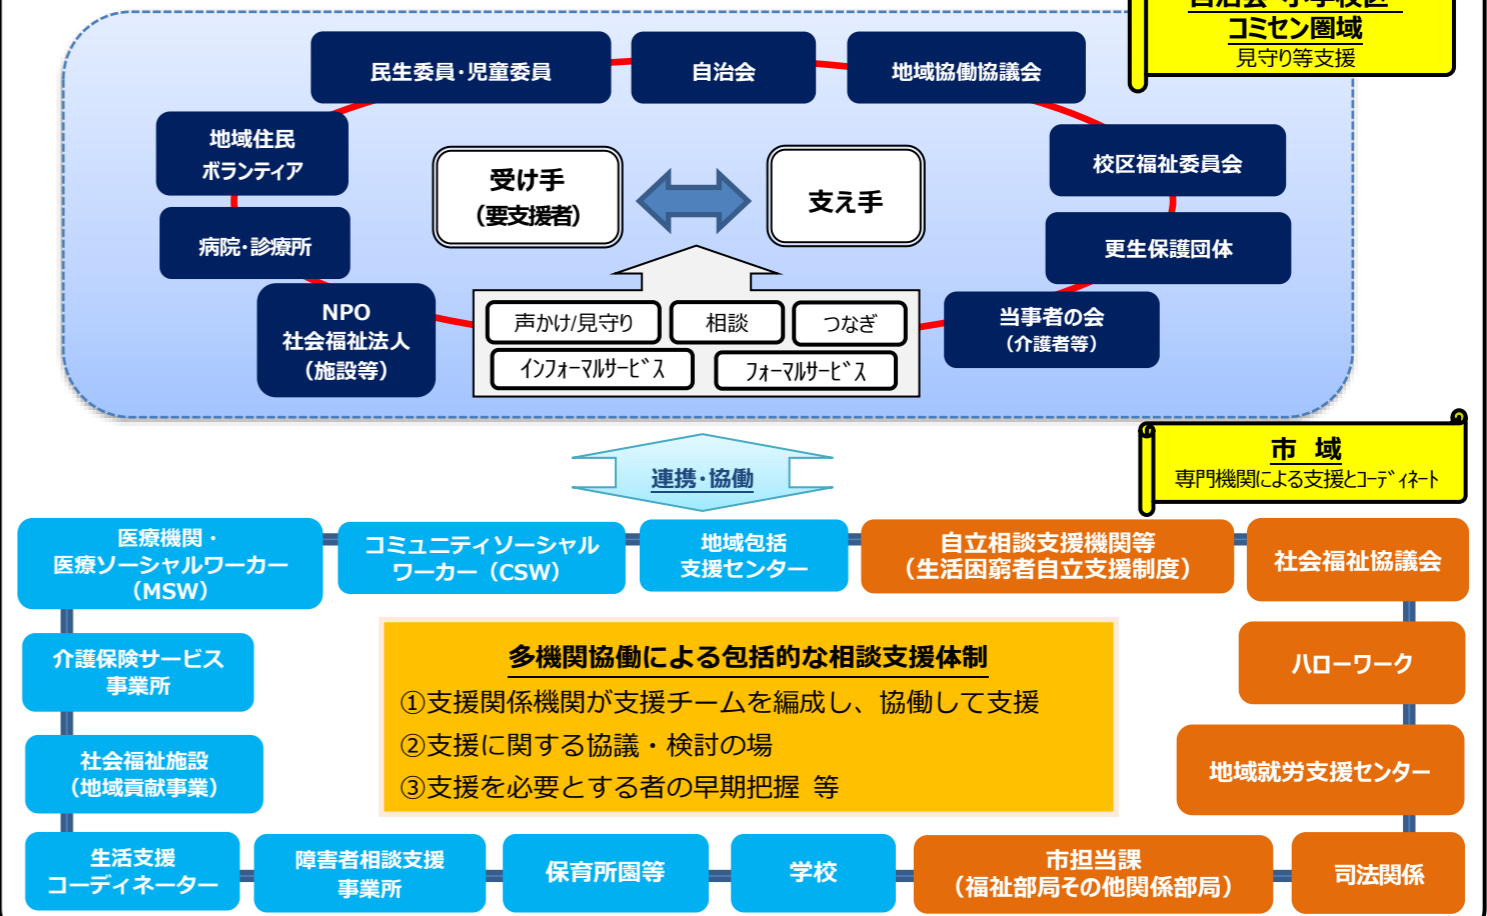 自治会 小学校区
コミセン圏域
見守り等支援
民生委員・児童委員
自治会
地域協働協議会
地域住民
ボランティア
校区福祉委員会
受け手
（要支援者）
支え手
病院・診療所
更生保護団体
NPO
社会福祉法人
（施設等）
声かけ/見守り
相談
つなぎ
インフォーマルサービス
フォーマルサービス
当事者の会
（介護者等）
連携・協働
市 域
専門機関による支援とコーディネート
医療機関・
医療ソーシャルワーカー
（MSW）
コミュニティソーシャル
ワーカー（CSW）
地域包括
支援センター
自立相談支援機関等
（生活困窮者自立支援制度）
社会福祉協議会
介護保険サービス
事業所
多機関協働による包括的な相談支援体制
①支援関係機関が支援チームを編成し、協働して支援
②支援に関する協議・検討の場
③支援を必要とする者の早期把握 等
ハローワーク
社会福祉施設
（地域貢献事業）
地域就労支援センター
生活支援
コーディネーター
障害者相談支援
事業所
保育所園等
学校
市担当課
（福祉部局その他関係部局）
司法関係